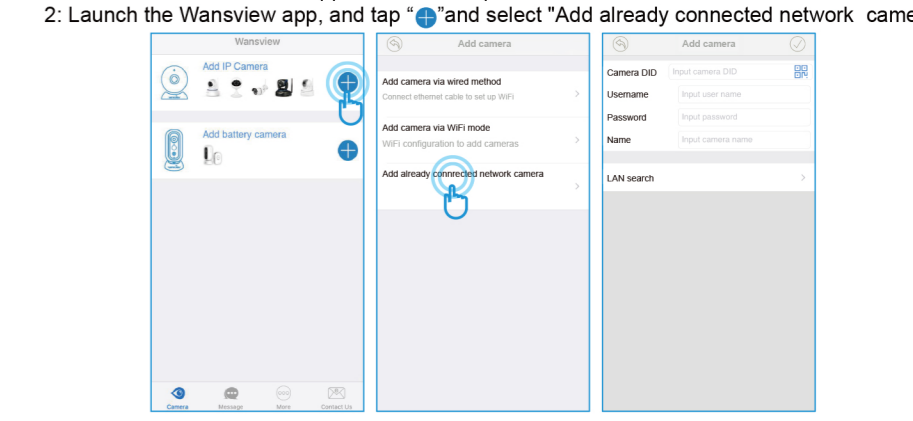 2: Launch the Wansview app, and tap “ ”and select "Add already connected network came
Wansview
Add IP Camera
Add battery camera
Camera
Message
More
Contact Us
Add camera
Add camera via wired method
Connect ethernet cable to set up WiFi
Add camera via WiFi mode
WiFi configuration to add cameras
Add already connrected network camera
Add camera
Camera DID
Input camera DID
Username
Input user name
Password
Input password
Name
Input camera name
LAN search